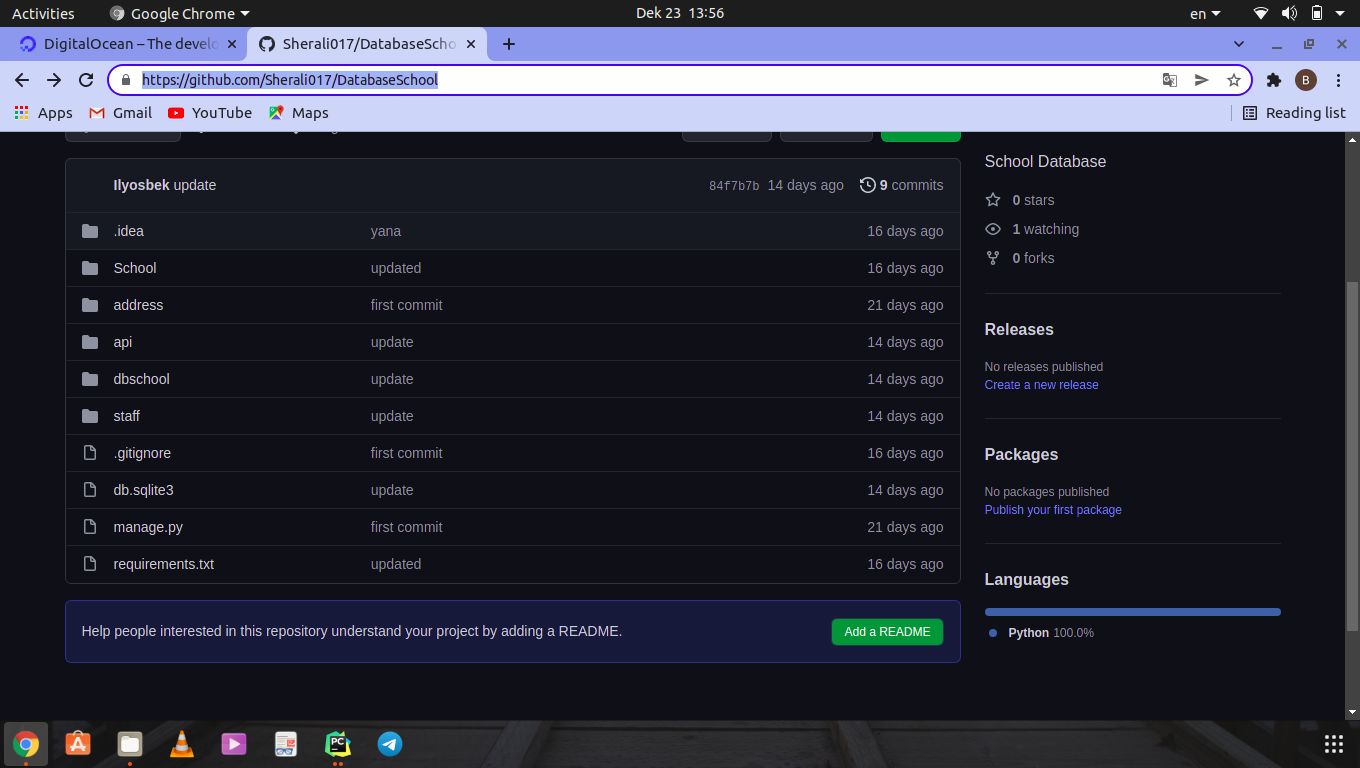 Activities Google Chrome Dek 23 13:56 en
DigitalOcean – The develo Sherali017/DatabaseScho
https://github.com/Sherali017/DatabaseSchool B
Apps Gmail YouTube Maps Reading list
Ilyosbek update 84f7b7b 14 days ago 9 commits
.idea yana 16 days ago
School updated 16 days ago
address first commit 21 days ago
api update 14 days ago
dbschool update 14 days ago
staff update 14 days ago
.gitignore first commit 16 days ago
db.sqlite3 update 14 days ago
manage.py first commit 21 days ago
requirements.txt updated 16 days ago
Help people interested in this repository understand your project by adding a README. Add a README
School Database
0 stars
1 watching
0 forks
Releases
No releases published
Create a new release
Packages
No packages published
Publish your first package
Languages
Python 100.0%
PC